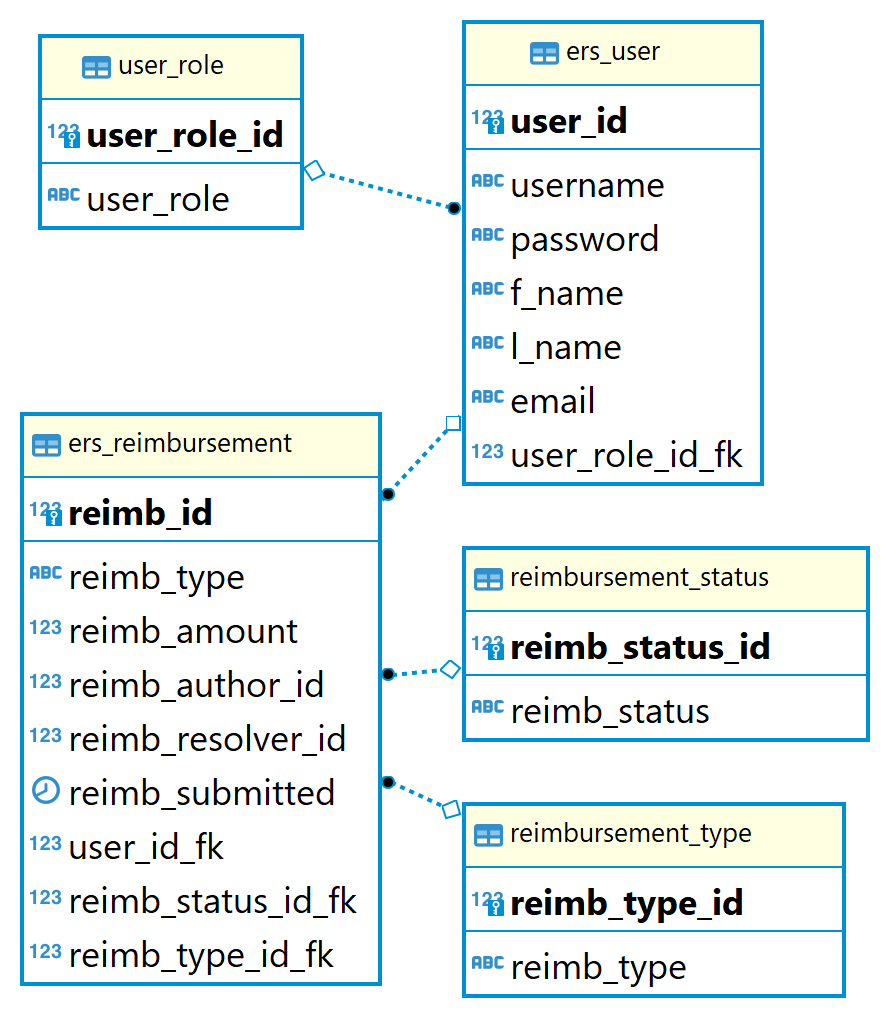 user_role
123 user_role_id
ABC user_role
ers_user
123 user_id
ABC username
ABC password
ABC f_name
ABC l_name
ABC email
123 user_role_id_fk
ers_reimbursement
123 reimb_id
ABC reimb_type
123 reimb_amount
123 reimb_author_id
123 reimb_resolver_id
reimb_submitted
123 user_id_fk
123 reimb_status_id_fk
123 reimb_type_id_fk
reimbursement_status
123 reimb_status_id
ABC reimb_status
reimbursement_type
123 reimb_type_id
ABC reimb_type